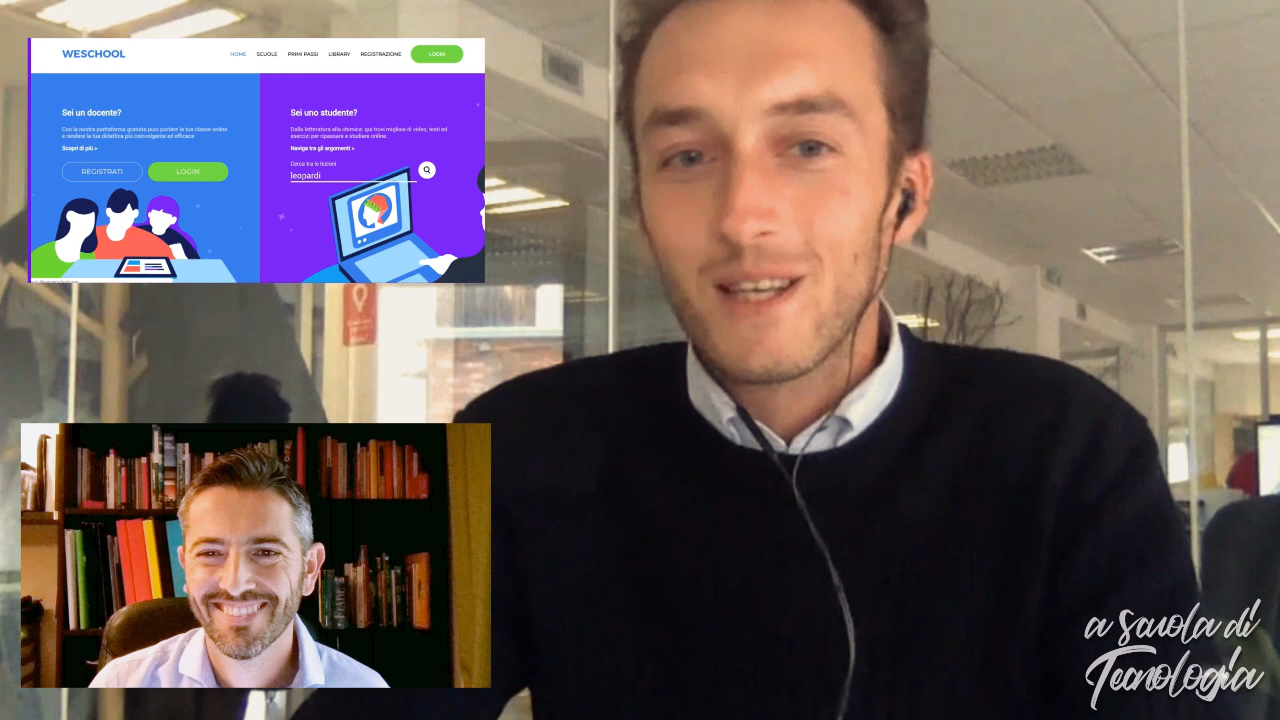 WESCHOOL
HOME SCUOLE PRIMI PASSI LIBRARY REGISTRAZIONE LOGIN
Sei un docente?
Con la nostra piattaforma gratuita puoi portare la tua classe online
e rendere la tua didattica più coinvolgente ed efficace
Scopri di più >
REGISTRATI LOGIN
Sei uno studente?
Dalla letteratura alla chimica: qui trovi migliaia di video, testi ed
esercizi per ripassare e studiare online.
Naviga tra gli argomenti >
Cerca tra le lezioni
leopardi
a scuola di
Tecnologia